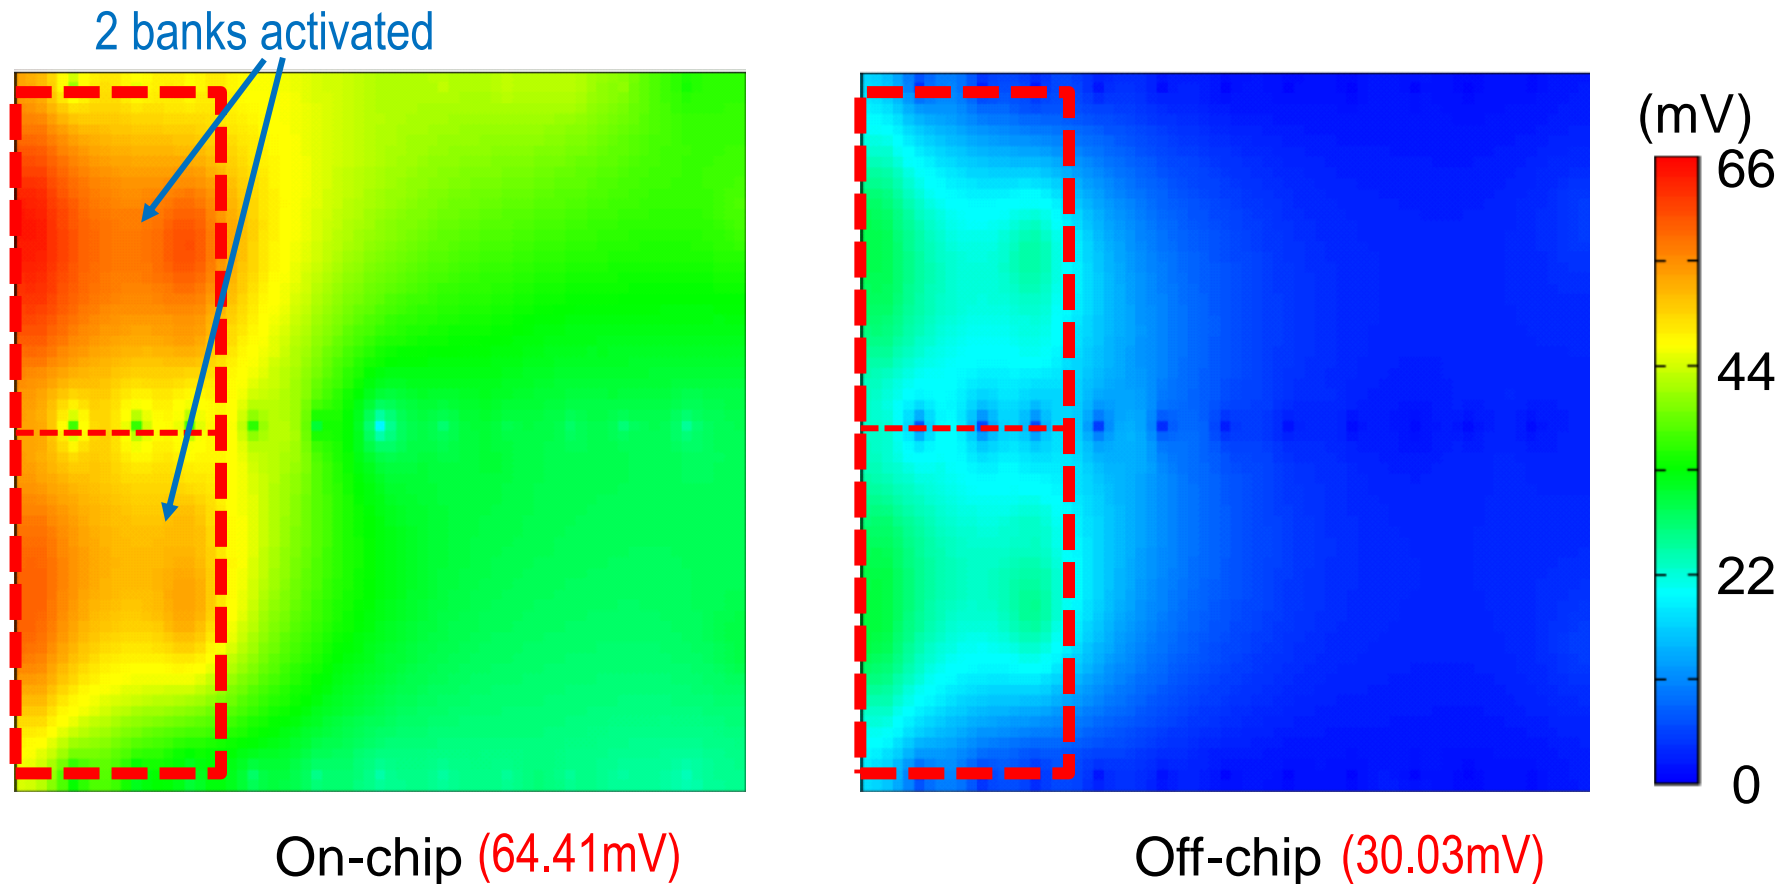 2 banks activated
(mV)
66
44
22
0
On-chip (64.41mV)
Off-chip (30.03mV)